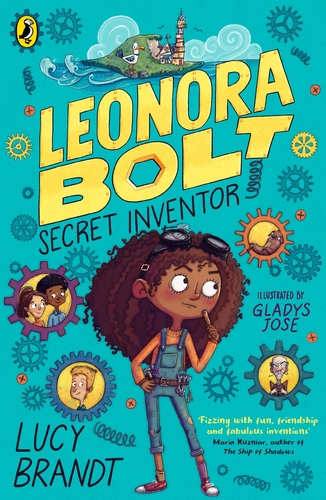 LEONORA
BOLT
SECRET INVENTOR
ILLUSTRATED BY
GLADYS
JOSE
'Fizzing with fun, friendship
and fabulous inventions'
Maria Kuzniar, author of
The Ship of Shadows
LUCY
BRANDT